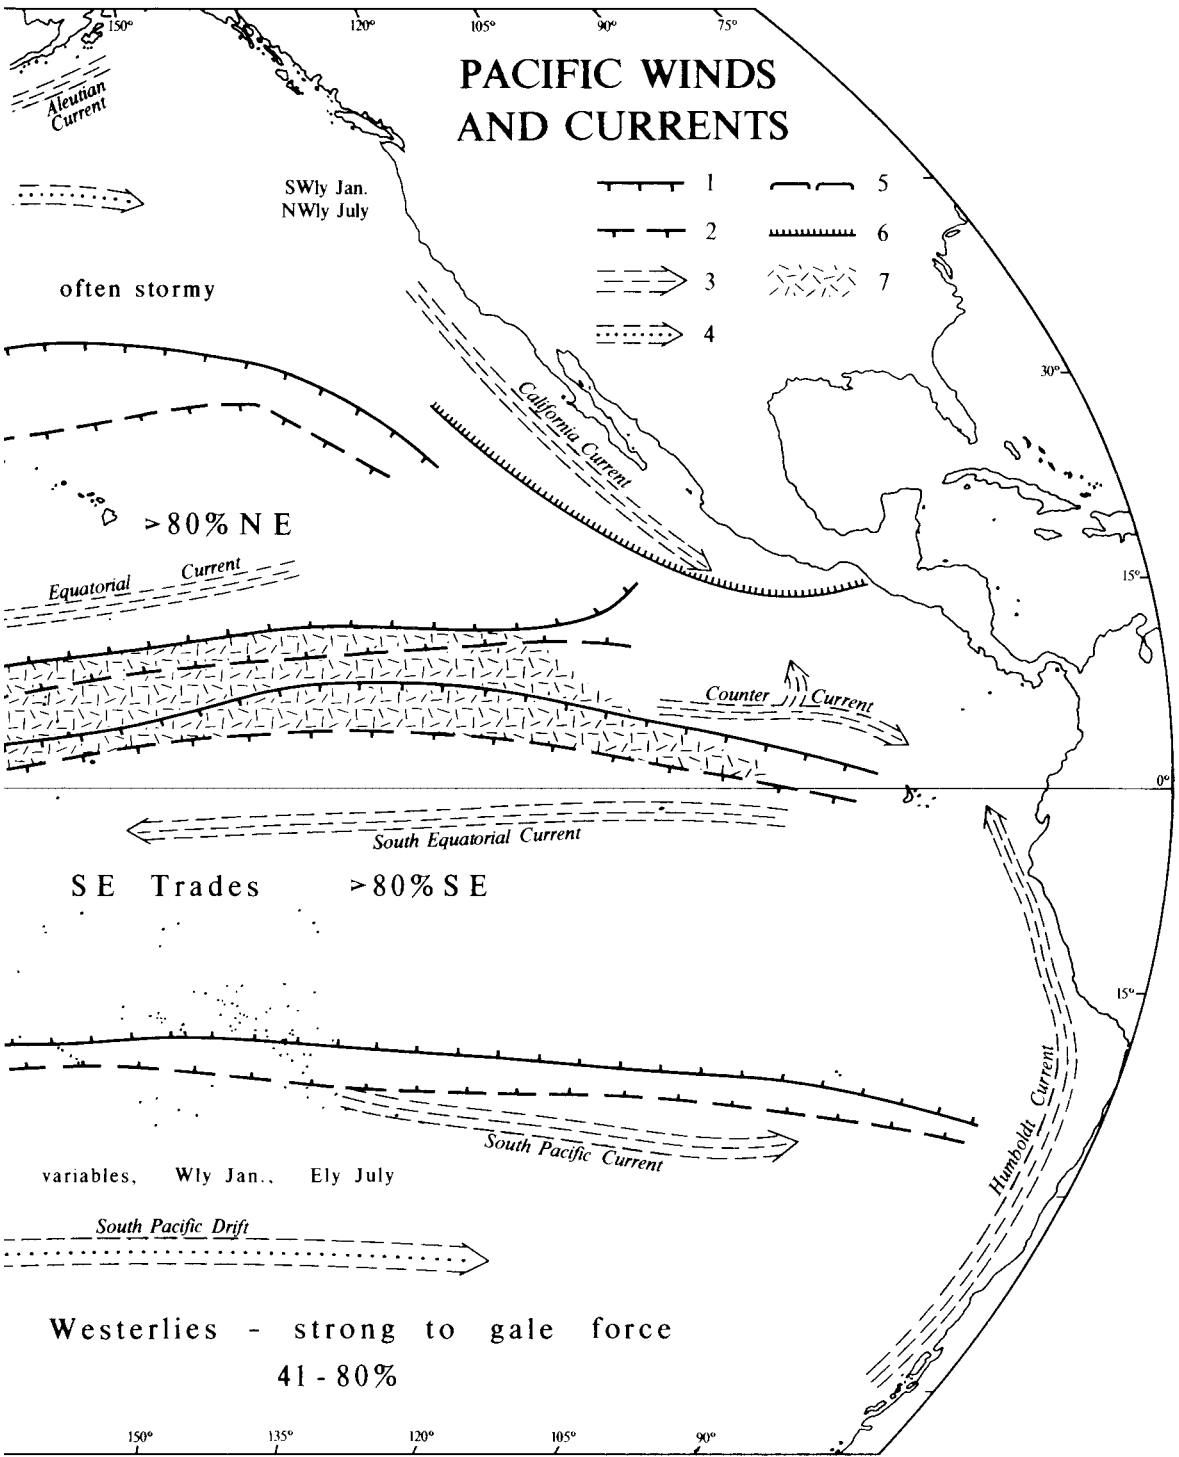 150°
120°
105°
90°
75°
PACIFIC WINDS
AND CURRENTS
Aleutian
Current
SWly Jan.
NWly July
1
5
2
6
3
7
4
often stormy
30°
California Current
>80% N E
Equatorial Current
15°
Counter Current
0°
South Equatorial Current
SE Trades >80% SE
15°
Humboldt Current
South Pacific Current
variables, Wly Jan., Ely July
South Pacific Drift
Westerlies - strong to gale force
41 - 80%
150°
135°
120°
105°
90°